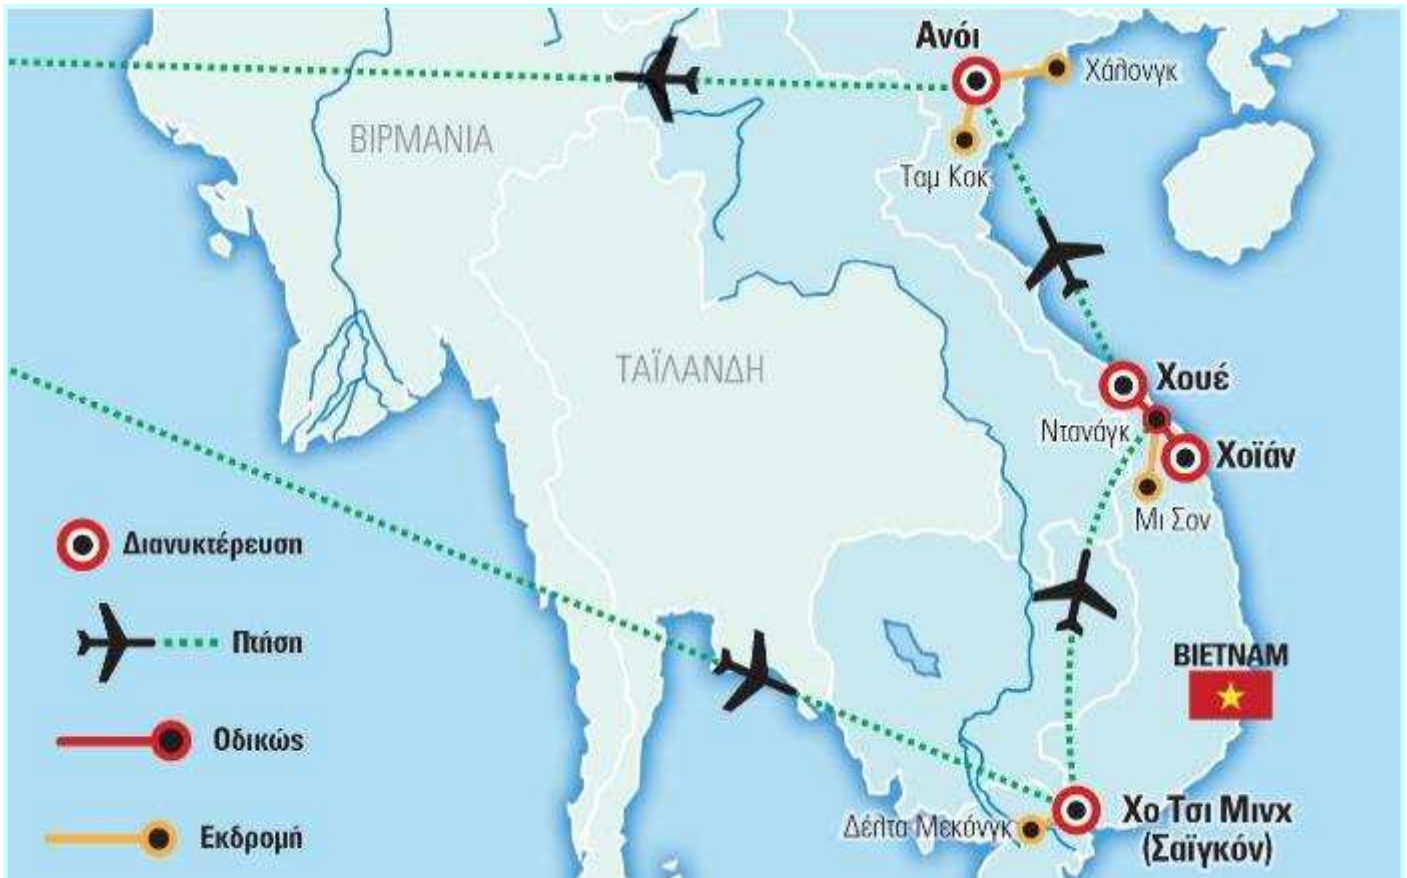 Ανόι
Χάλονγκ
ΒΙΡΜΑΝΙΑ
Ταμ Κοκ
ΤΑΪΛΑΝΔΗ
Χουέ
Ντανάγκ
Χοϊάν
Μι Σον
Διανυκτέρευση
Πτήση
ΒΙΕΤΝΑΜ
Οδικώς
Εκδρομή
Δέλτα Μεκόνγκ
Χο Τσι Μινχ
(Σαϊγκόν)